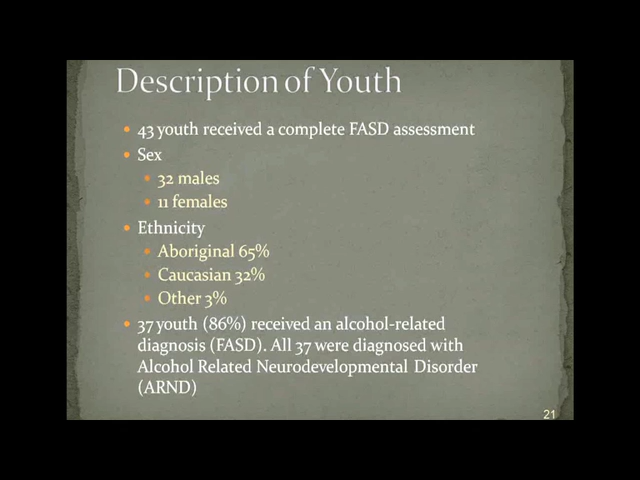 Description of Youth
• 43 youth received a complete FASD assessment
• Sex
• 32 males
• 11 females
• Ethnicity
• Aboriginal 65%
• Caucasian 32%
• Other 3%
• 37 youth (86%) received an alcohol-related
diagnosis (FASD). All 37 were diagnosed with
Alcohol Related Neurodevelopmental Disorder
(ARND)
21